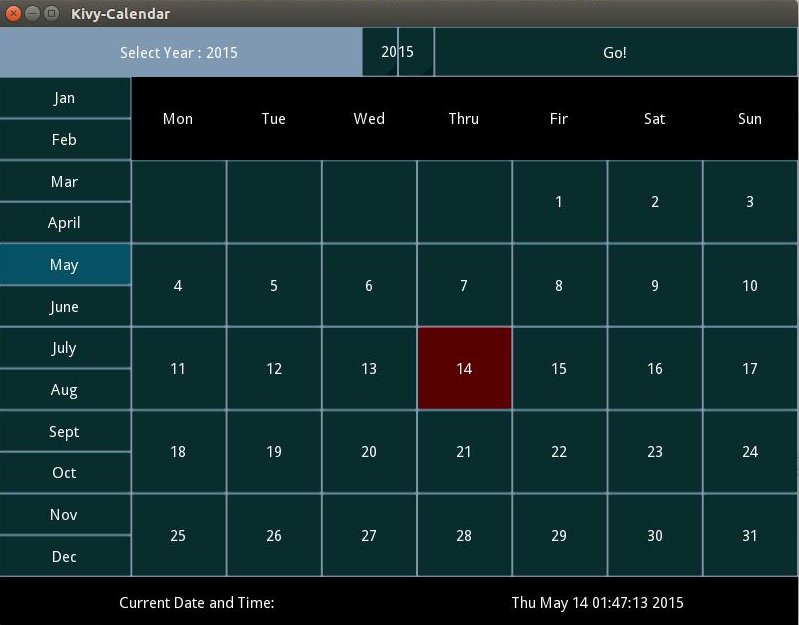 Kivy-Calendar
Select Year : 2015 2015 Go!
Jan
Feb
Mar
April
May
June
July
Aug
Sept
Oct
Nov
Dec
Mon Tue Wed Thru Fir Sat Sun
1 2 3
4 5 6 7 8 9 10
11 12 13 14 15 16 17
18 19 20 21 22 23 24
25 26 27 28 29 30 31
Current Date and Time: Thu May 14 01:47:13 2015